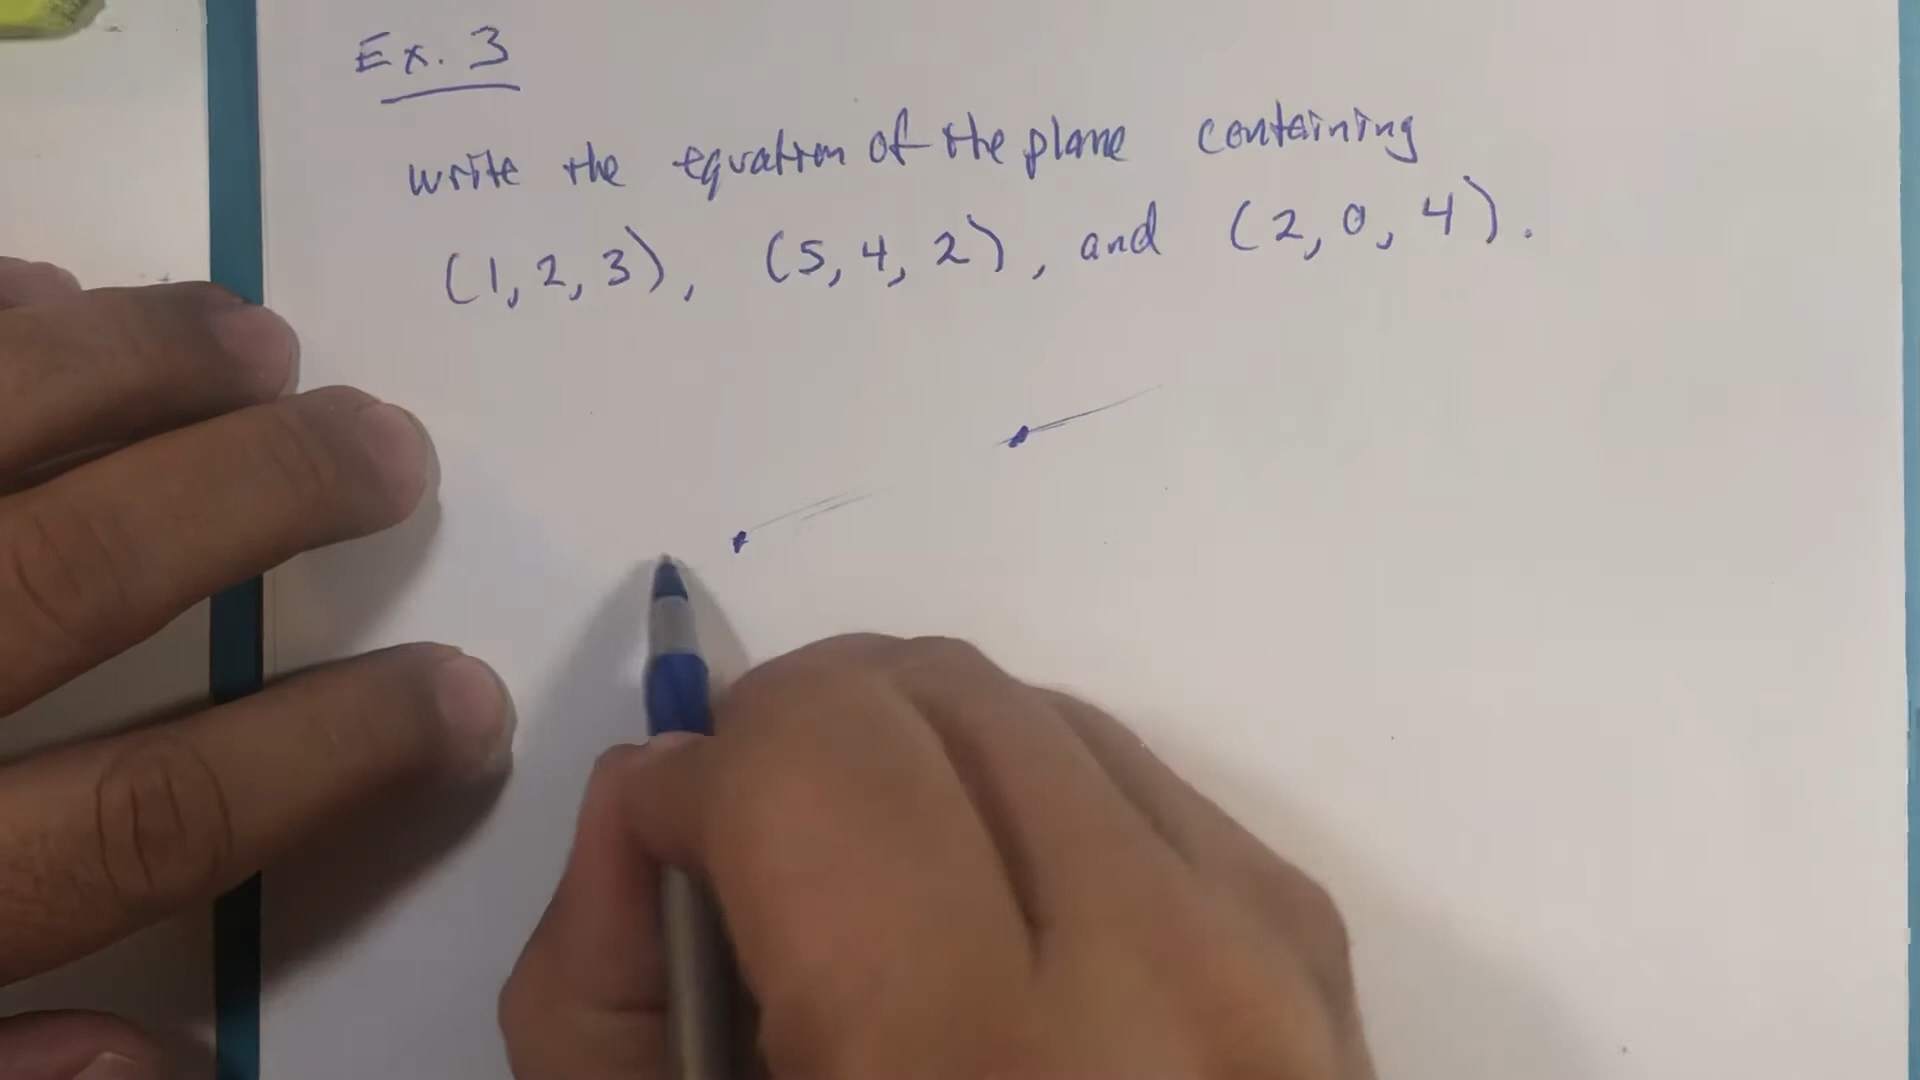 Ex. 3
write the equation of the plane containing
(1, 2, 3), (5, 4, 2), and (2, 0, 4).